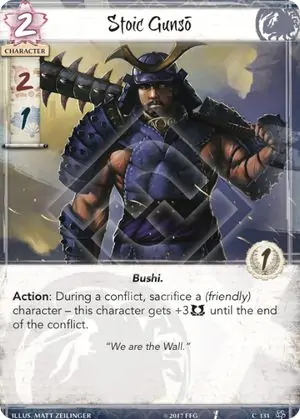 2
Stoic Gunsō
CHARACTER
2
1
1
Bushi.
Action: During a conflict, sacrifice a (friendly)
character – this character gets +3 until the end
of the conflict.
"We are the Wall."
ILLUS. MATT ZEILINGER
©2017 FFG
C 131